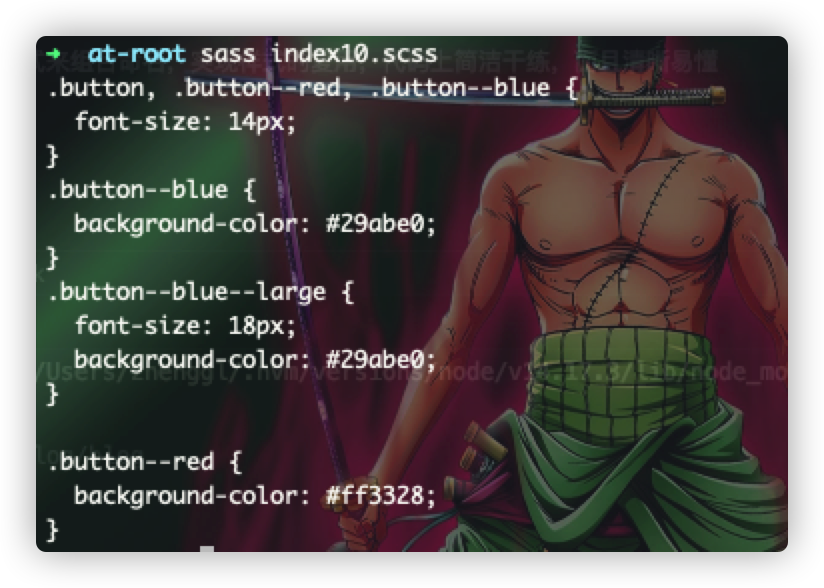 ➜ at-root sass index10.scss
.button, .button--red, .button--blue {
  font-size: 14px;
}
.button--blue {
  background-color: #29abe0;
}
.button--blue--large {
  font-size: 18px;
  background-color: #29abe0;
}
.button--red {
  background-color: #ff3328;
}